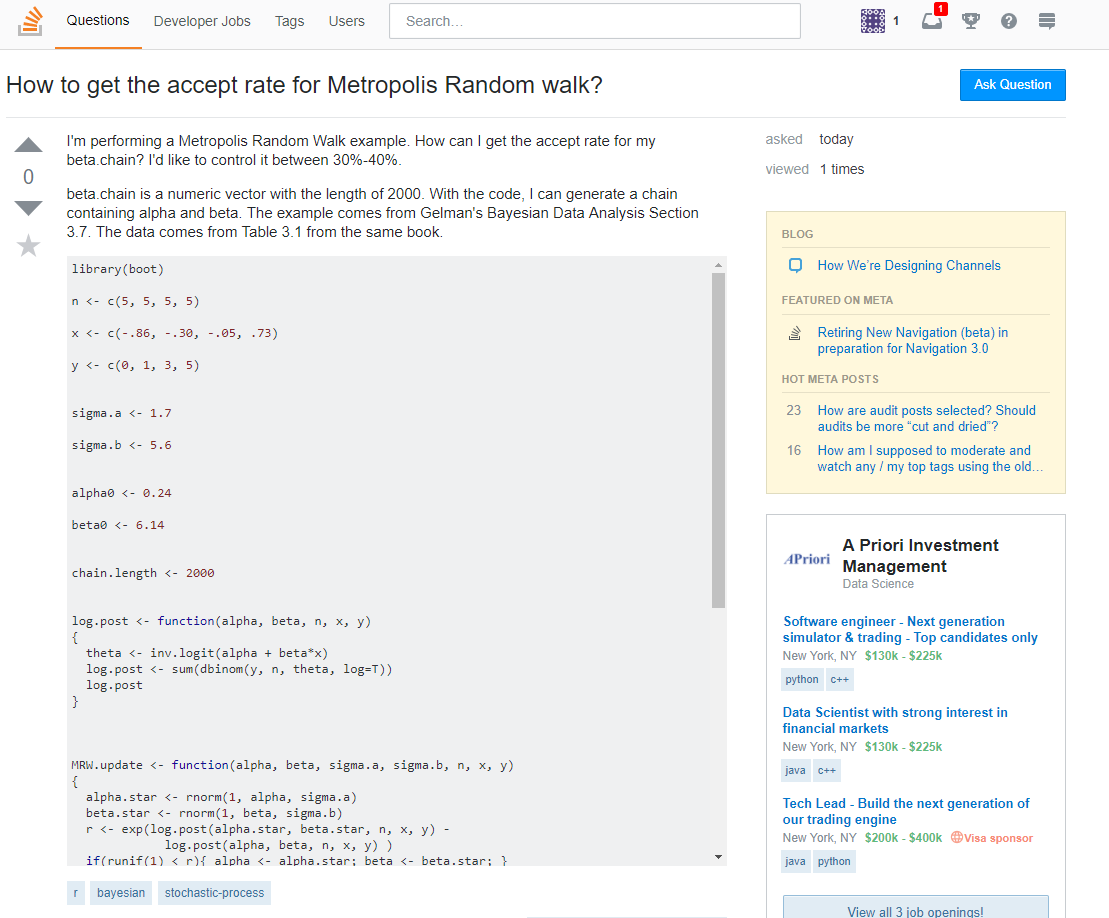 Questions Developer Jobs Tags Users Search... 1 1
How to get the accept rate for Metropolis Random walk?
Ask Question
0
I'm performing a Metropolis Random Walk example. How can I get the accept rate for my
beta.chain? I'd like to control it between 30%-40%.
beta.chain is a numeric vector with the length of 2000. With the code, I can generate a chain
containing alpha and beta. The example comes from Gelman's Bayesian Data Analysis Section
3.7. The data comes from Table 3.1 from the same book.
library(boot)
n <- c(5, 5, 5, 5)
x <- c(-.86, -.30, -.05, .73)
y <- c(0, 1, 3, 5)
sigma.a <- 1.7
sigma.b <- 5.6
alpha0 <- 0.24
beta0 <- 6.14
chain.length <- 2000
log.post <- function(alpha, beta, n, x, y)
{
theta <- inv.logit(alpha + beta*x)
log.post <- sum(dbinom(y, n, theta, log=T))
log.post
}
MRW.update <- function(alpha, beta, sigma.a, sigma.b, n, x, y)
{
alpha.star <- rnorm(1, alpha, sigma.a)
beta.star <- rnorm(1, beta, sigma.b)
r <- exp(log.post(alpha.star, beta.star, n, x, y) -
log.post(alpha, beta, n, x, y) )
if(runif(1) < r){ alpha <- alpha.star; beta <- beta.star; }
r bayesian stochastic-process
asked today
viewed 1 times
BLOG
How We're Designing Channels
FEATURED ON META
Retiring New Navigation (beta) in
preparation for Navigation 3.0
HOT META POSTS
23 How are audit posts selected? Should
audits be more “cut and dried”?
16 How am I supposed to moderate and
watch any / my top tags using the old…
APriori
A Priori Investment
Management
Data Science
Software engineer - Next generation
simulator & trading - Top candidates only
New York, NY $130k - $225k
python c++
Data Scientist with strong interest in
financial markets
New York, NY $130k - $225k
java c++
Tech Lead - Build the next generation of
our trading engine
New York, NY $200k - $400k Visa sponsor
java python
View all 3 job openings!